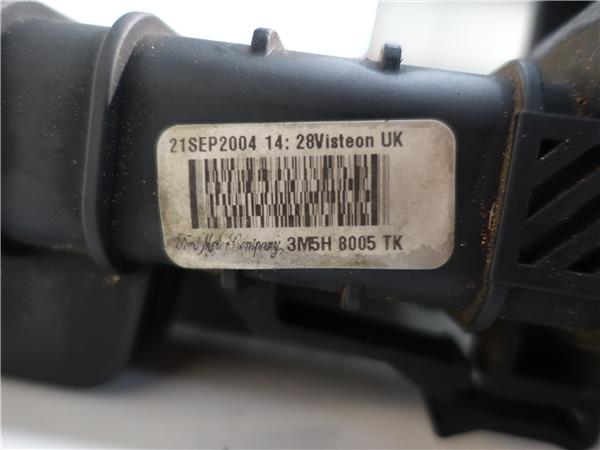 21SEP2004 14: 28Visteon UK
Ford Motor Company 3M5H 8005 TK